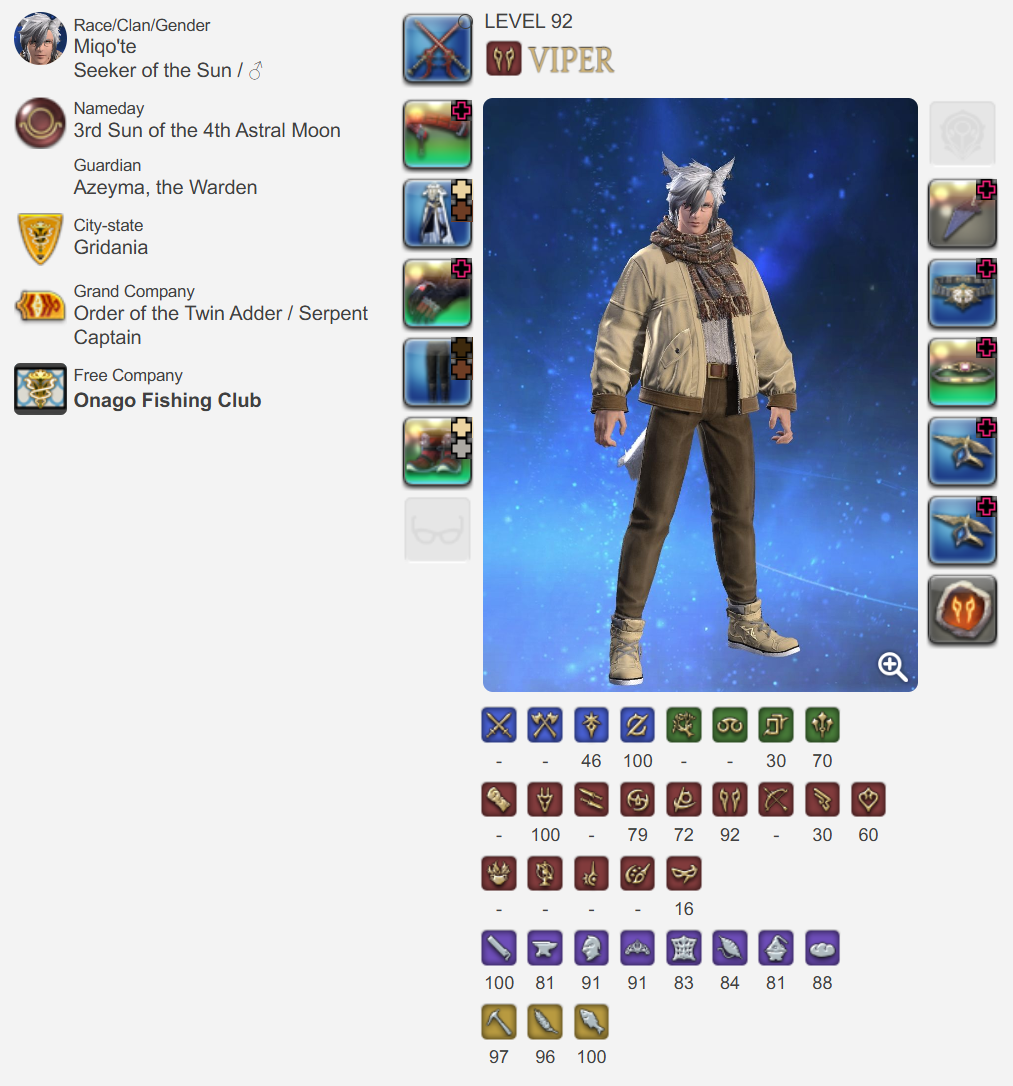 Race/Clan/Gender
Miqo'te
Seeker of the Sun / ♂
Nameday
3rd Sun of the 4th Astral Moon
Guardian
Azeyma, the Warden
City-state
Gridania
Grand Company
Order of the Twin Adder / Serpent
Captain
Free Company
Onago Fishing Club
LEVEL 92
VIPER
- - 46 100 - - 30 70
- 100 - 79 72 92 - 30 60
- - - - 16
100 81 91 91 83 84 81 88
97 96 100